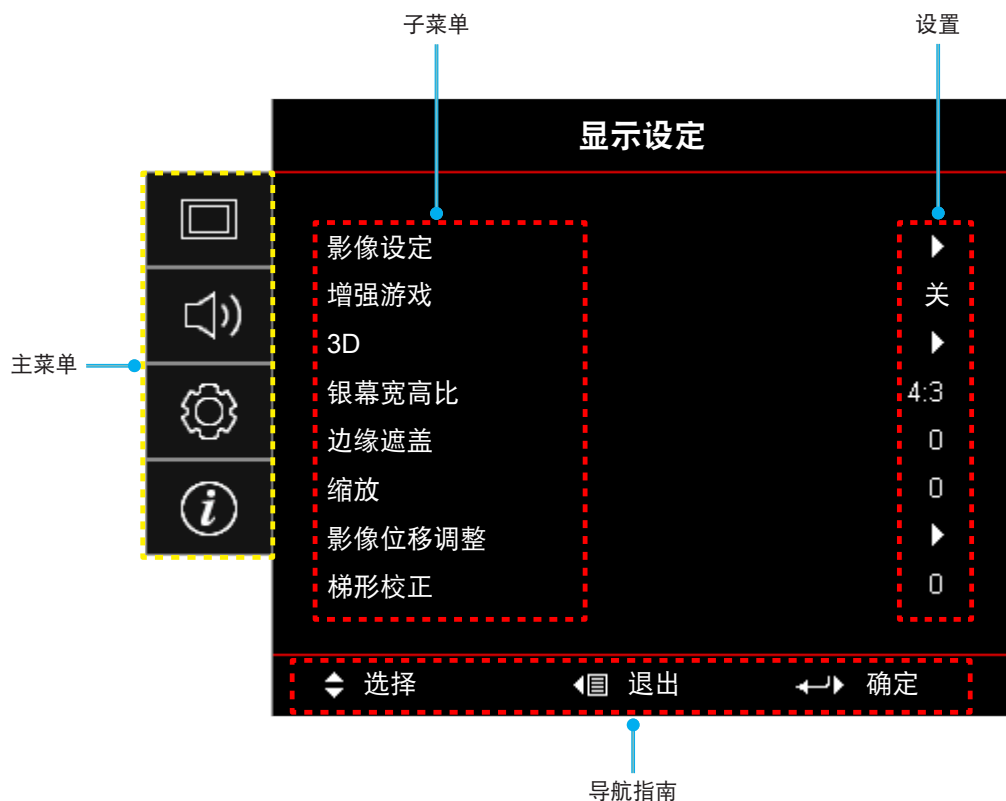 子菜单 设置
显示设定
主菜单
影像设定
增强游戏 关
3D
银幕宽高比 4:3
边缘遮盖 0
缩放 0
影像位移调整
梯形校正 0
选择 退出 确定
导航指南